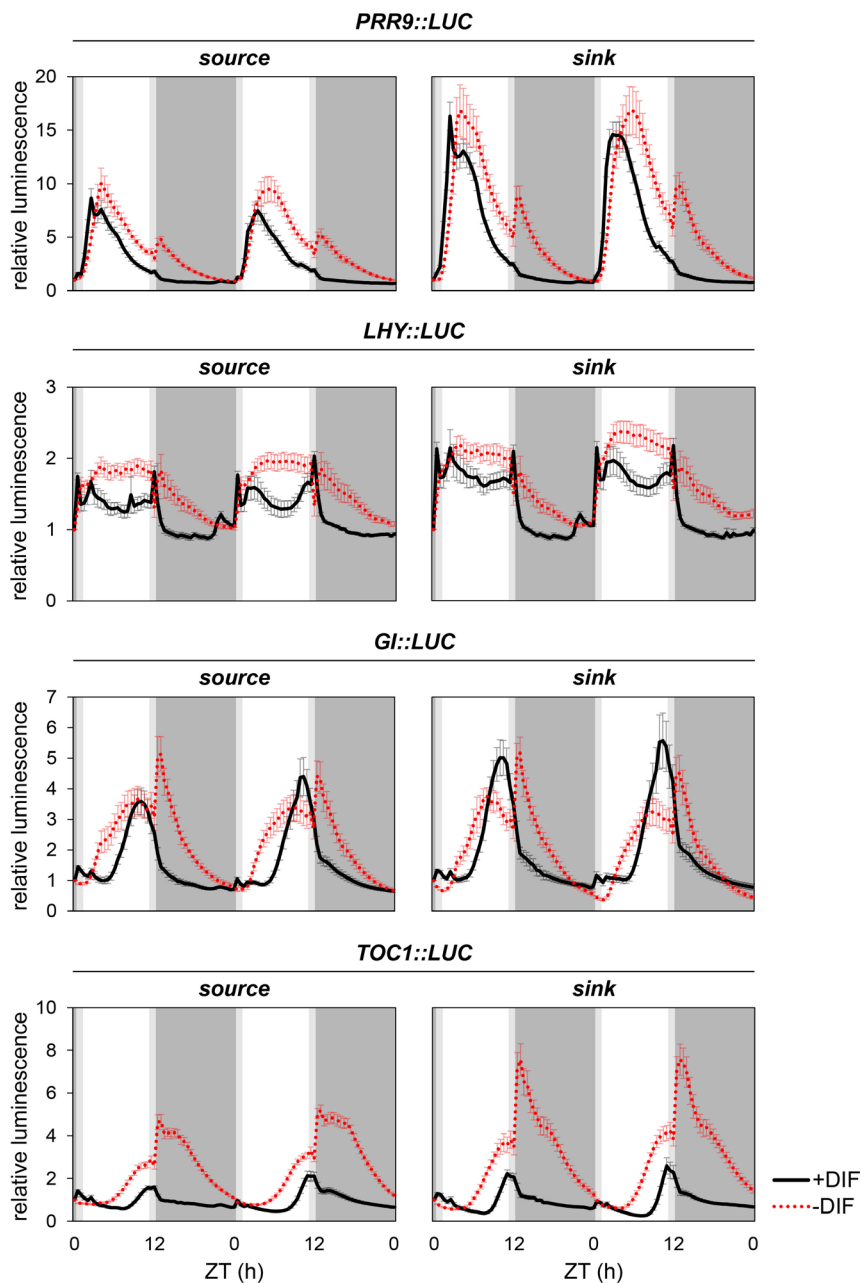 PRR9::LUC
source sink
20
15
10
5
0
relative luminescence
LHY::LUC
source sink
3
2
1
0
relative luminescence
GI::LUC
source sink
7
6
5
4
3
2
1
0
relative luminescence
TOC1::LUC
source sink
10
8
6
4
2
0
relative luminescence
0 12 0 12 0 0 12 0 12 0
ZT (h) ZT (h)
+DIF
-DIF